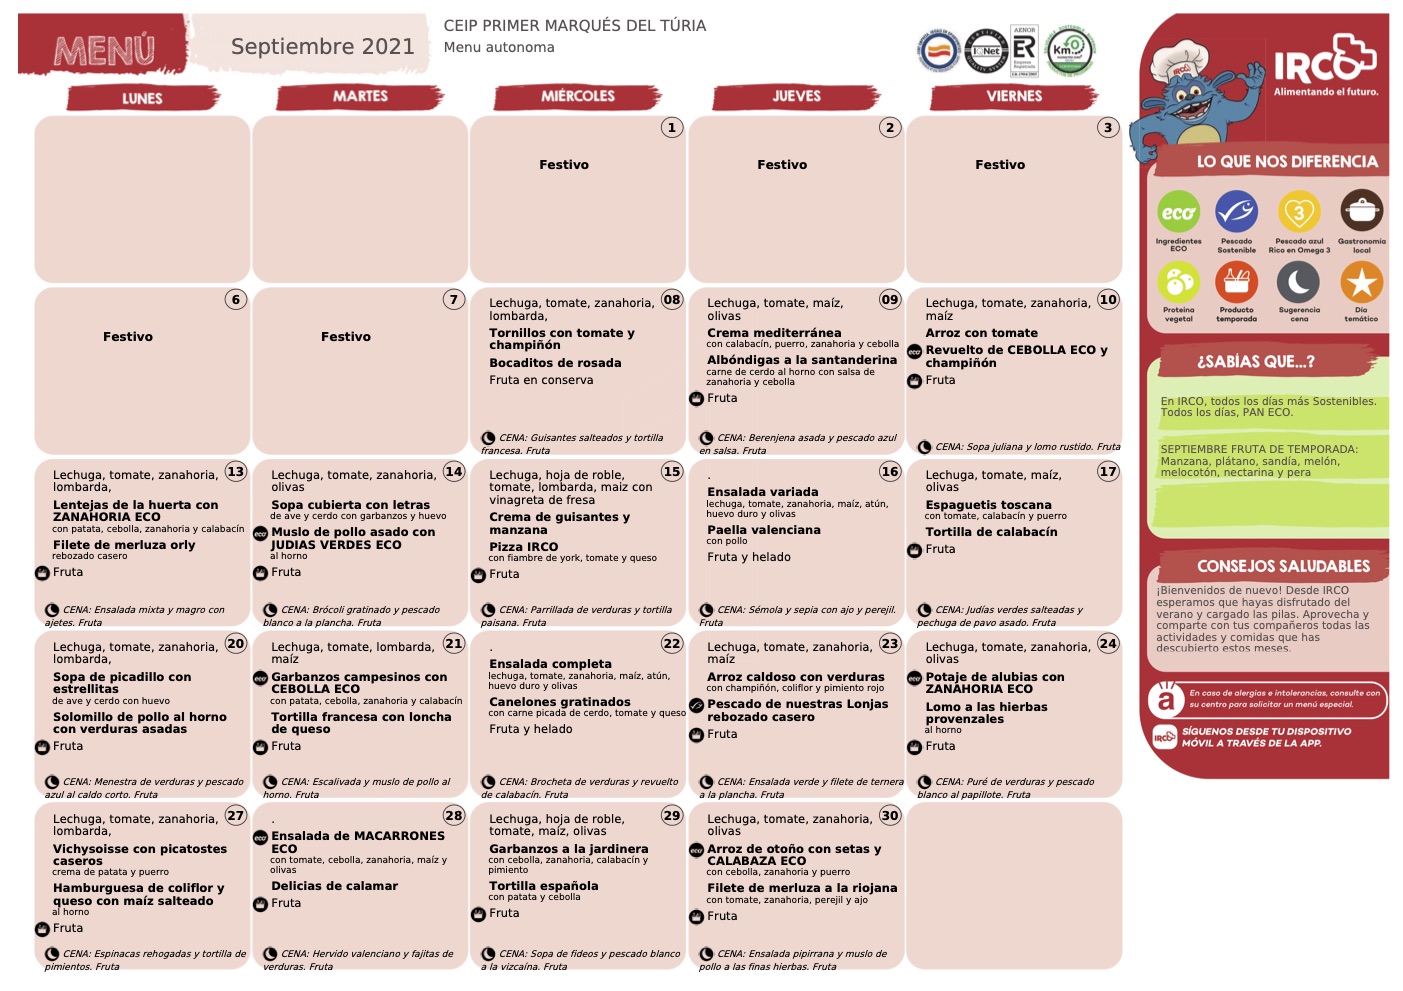 MENÚ
Septiembre 2021
CEIP PRIMER MARQUÉS DEL TÚRIA
Menu autonoma
IQNet
AENOR
ER
Empresa
Registrada
km0
IRCO
IRCO
Alimentando el futuro.
LUNES
MARTES
MIÉRCOLES
JUEVES
VIERNES
1
Festivo
2
Festivo
3
Festivo
6
Festivo
7
Festivo
08
Lechuga, tomate, zanahoria,
lombarda,
Tornillos con tomate y
champiñón
Bocaditos de rosada
Fruta en conserva
CENA: Guisantes salteados y tortilla
francesa. Fruta
09
Lechuga, tomate, maíz,
olivas
Crema mediterránea
con calabacín, puerro, zanahoria y cebolla
Albóndigas a la santanderina
carne de cerdo al horno con salsa de
zanahoria y cebolla
Fruta
CENA: Berenjena asada y pescado azul
en salsa. Fruta
10
Lechuga, tomate, zanahoria,
maíz
Arroz con tomate
eco Revuelto de CEBOLLA ECO y
champiñón
Fruta
CENA: Sopa juliana y lomo rustido. Fruta
13
Lechuga, tomate, zanahoria,
lombarda,
Lentejas de la huerta con
ZANAHORIA ECO
con patata, cebolla, zanahoria y calabacín
Filete de merluza orly
rebozado casero
Fruta
CENA: Ensalada mixta y magro con
ajetes. Fruta
14
Lechuga, tomate, zanahoria,
olivas
Sopa cubierta con letras
de ave y cerdo con garbanzos y huevo
eco Muslo de pollo asado con
JUDIAS VERDES ECO
al horno
Fruta
CENA: Brócoli gratinado y pescado
blanco a la plancha. Fruta
15
Lechuga, hoja de roble,
tomate, lombarda, maiz con
vinagreta de fresa
Crema de guisantes y
manzana
Pizza IRCO
con fiambre de york, tomate y queso
Fruta
CENA: Parrillada de verduras y tortilla
paisana. Fruta
16
.
Ensalada variada
lechuga, tomate, zanahoria, maíz, atún,
huevo duro y olivas
Paella valenciana
con pollo
Fruta y helado
CENA: Sémola y sepia con ajo y perejil.
Fruta
17
Lechuga, tomate, maíz,
olivas
Espaguetis toscana
con tomate, calabacín y puerro
Tortilla de calabacín
Fruta
CENA: Judías verdes salteadas y
pechuga de pavo asado. Fruta
20
Lechuga, tomate, zanahoria,
lombarda,
Sopa de picadillo con
estrellitas
de ave y cerdo con huevo
Solomillo de pollo al horno
con verduras asadas
Fruta
CENA: Menestra de verduras y pescado
azul al caldo corto. Fruta
21
Lechuga, tomate, lombarda,
maíz
eco Garbanzos campesinos con
CEBOLLA ECO
con patata, cebolla, zanahoria y calabacín
Tortilla francesa con loncha
de queso
Fruta
CENA: Escalivada y muslo de pollo al
horno. Fruta
22
.
Ensalada completa
lechuga, tomate, zanahoria, maíz, atún,
huevo duro y olivas
Canelones gratinados
con carne picada de cerdo, tomate y queso
Fruta y helado
CENA: Brocheta de verduras y revuelto
de calabacín. Fruta
23
Lechuga, tomate, zanahoria,
maíz
Arroz caldoso con verduras
con champiñón, coliflor y pimiento rojo
Pescado de nuestras Lonjas
rebozado casero
Fruta
CENA: Ensalada verde y filete de ternera
a la plancha. Fruta
24
Lechuga, tomate, zanahoria,
olivas
eco Potaje de alubias con
ZANAHORIA ECO
Lomo a las hierbas
provenzales
al horno
Fruta
CENA: Puré de verduras y pescado
blanco al papillote. Fruta
27
Lechuga, tomate, zanahoria,
lombarda,
Vichysoisse con picatostes
caseros
crema de patata y puerro
Hamburguesa de coliflor y
queso con maíz salteado
al horno
Fruta
CENA: Espinacas rehogadas y tortilla de
pimientos. Fruta
28
.
eco Ensalada de MACARRONES
ECO
con tomate, cebolla, zanahoria, maíz y
olivas
Delicias de calamar
Fruta
CENA: Hervido valenciano y fajitas de
verduras. Fruta
29
Lechuga, hoja de roble,
tomate, maíz, olivas
Garbanzos a la jardinera
con cebolla, zanahoria, calabacín y
pimiento
Tortilla española
con patata y cebolla
Fruta
CENA: Sopa de fideos y pescado blanco
a la vizcaína. Fruta
30
Lechuga, tomate, zanahoria,
olivas
eco Arroz de otoño con setas y
CALABAZA ECO
con cebolla, zanahoria y puerro
Filete de merluza a la riojana
con tomate, zanahoria, perejil y ajo
Fruta
CENA: Ensalada pipirrana y muslo de
pollo a las finas hierbas. Fruta
LO QUE NOS DIFERENCIA
eco
Ingredientes
ECO
Pescado
Sostenible
3
Pescado azul
Rico en Omega 3
Gastronomía
local
Proteína
vegetal
Producto
temporada
Sugerencia
cena
Día
temático
¿SABÍAS QUE...?
En IRCO, todos los días más Sostenibles.
Todos los días, PAN ECO.
SEPTIEMBRE FRUTA DE TEMPORADA:
Manzana, plátano, sandía, melón,
melocotón, nectarina y pera
CONSEJOS SALUDABLES
¡Bienvenidos de nuevo! Desde IRCO
esperamos que hayas disfrutado del
verano y cargado las pilas. Aprovecha y
comparte con tus compañeros todas las
actividades y comidas que has
descubierto estos meses.
a
En caso de alergias e intolerancias, consulte con
su centro para solicitar un menú especial.
IRCO
SÍGUENOS DESDE TU DISPOSITIVO
MÓVIL A TRAVÉS DE LA APP.